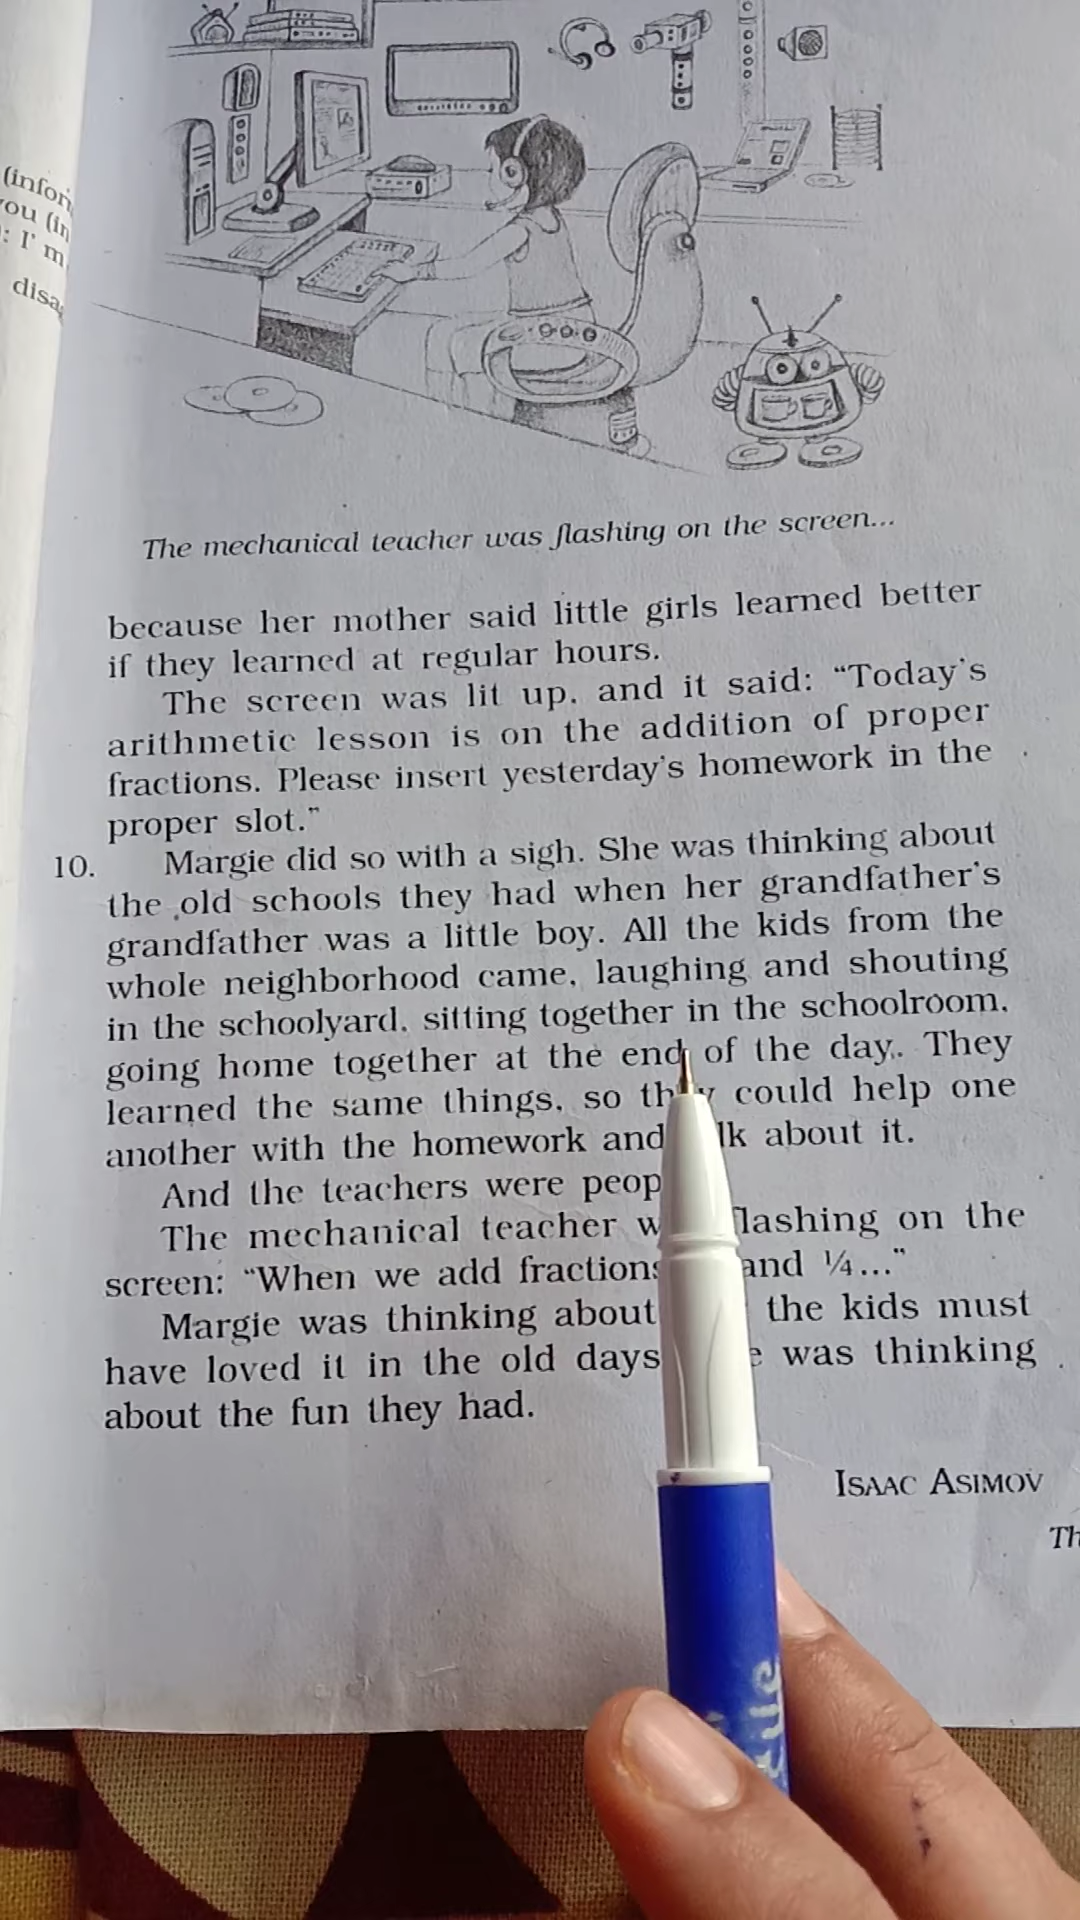 (infor
you (in
: I' m
disa
The mechanical teacher was flashing on the screen...
because her mother said little girls learned better
if they learned at regular hours.
The screen was lit up, and it said: “Today's
arithmetic lesson is on the addition of proper
fractions. Please insert yesterday's homework in the
proper slot.”
10. Margie did so with a sigh. She was thinking about
the old schools they had when her grandfather's
grandfather was a little boy. All the kids from the
whole neighborhood came, laughing and shouting
in the schoolyard, sitting together in the schoolroom,
going home together at the end of the day. They
learned the same things, so they could help one
another with the homework and lk about it.
And the teachers were peop
The mechanical teacher w flashing on the
screen: “When we add fractions and ¼...”
Margie was thinking about the kids must
have loved it in the old days e was thinking
about the fun they had.
ISAAC ASIMOV
Th